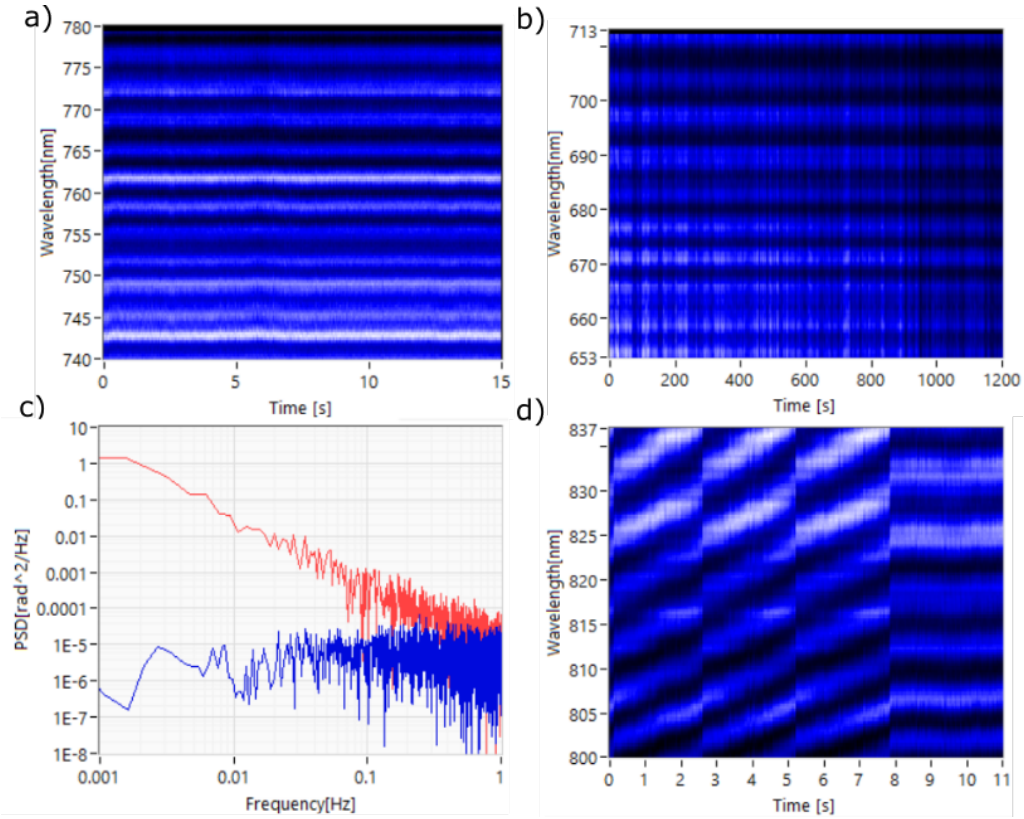 a)
780
775
770
765
760
755
750
745
740
Wavelength[nm]
0 5 10 15
Time [s]
b)
713
700
690
680
670
660
653
Wavelength[nm]
0 200 400 600 800 1000 1200
Time [s]
c)
10
1
0.1
0.01
0.001
0.0001
1E-5
1E-6
1E-7
1E-8
PSD[rad^2/Hz]
0.001 0.01 0.1 1
Frequency[Hz]
d)
837
830
825
820
815
810
805
800
Wavelength[nm]
0 1 2 3 4 5 6 7 8 9 10 11
Time [s]